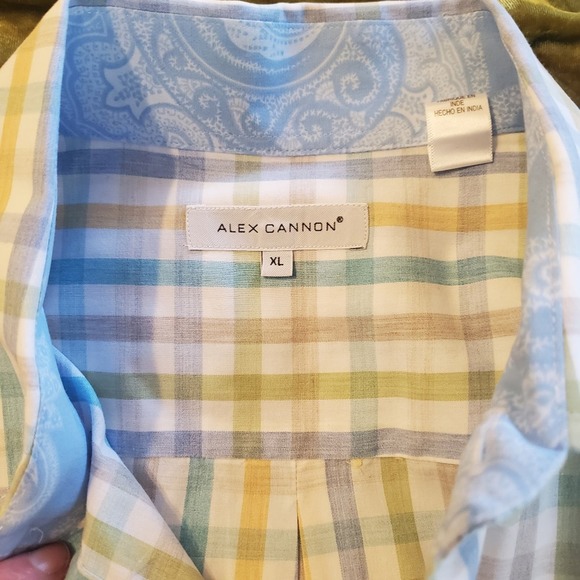 ALEX CANNON®
XL
INDE
HECHO EN INDIA